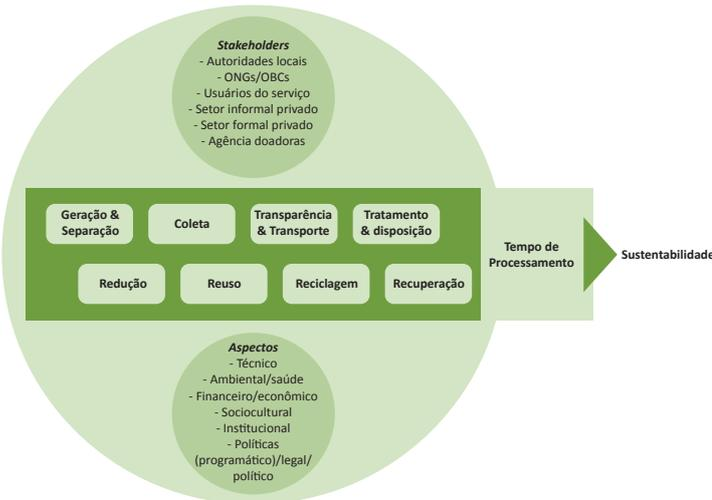 Stakeholders
- Autoridades locais
- ONGs/OBCs
- Usuários do serviço
- Setor informal privado
- Setor formal privado
- Agência doadoras
Geração &
Separação
Coleta
Transparência
& Transporte
Tratamento
& disposição
Redução
Reuso
Reciclagem
Recuperação
Tempo de
Processamento
Sustentabilidade
Aspectos
- Técnico
- Ambiental/saúde
- Financeiro/econômico
- Sociocultural
- Institucional
- Políticas
(programático)/legal/
político